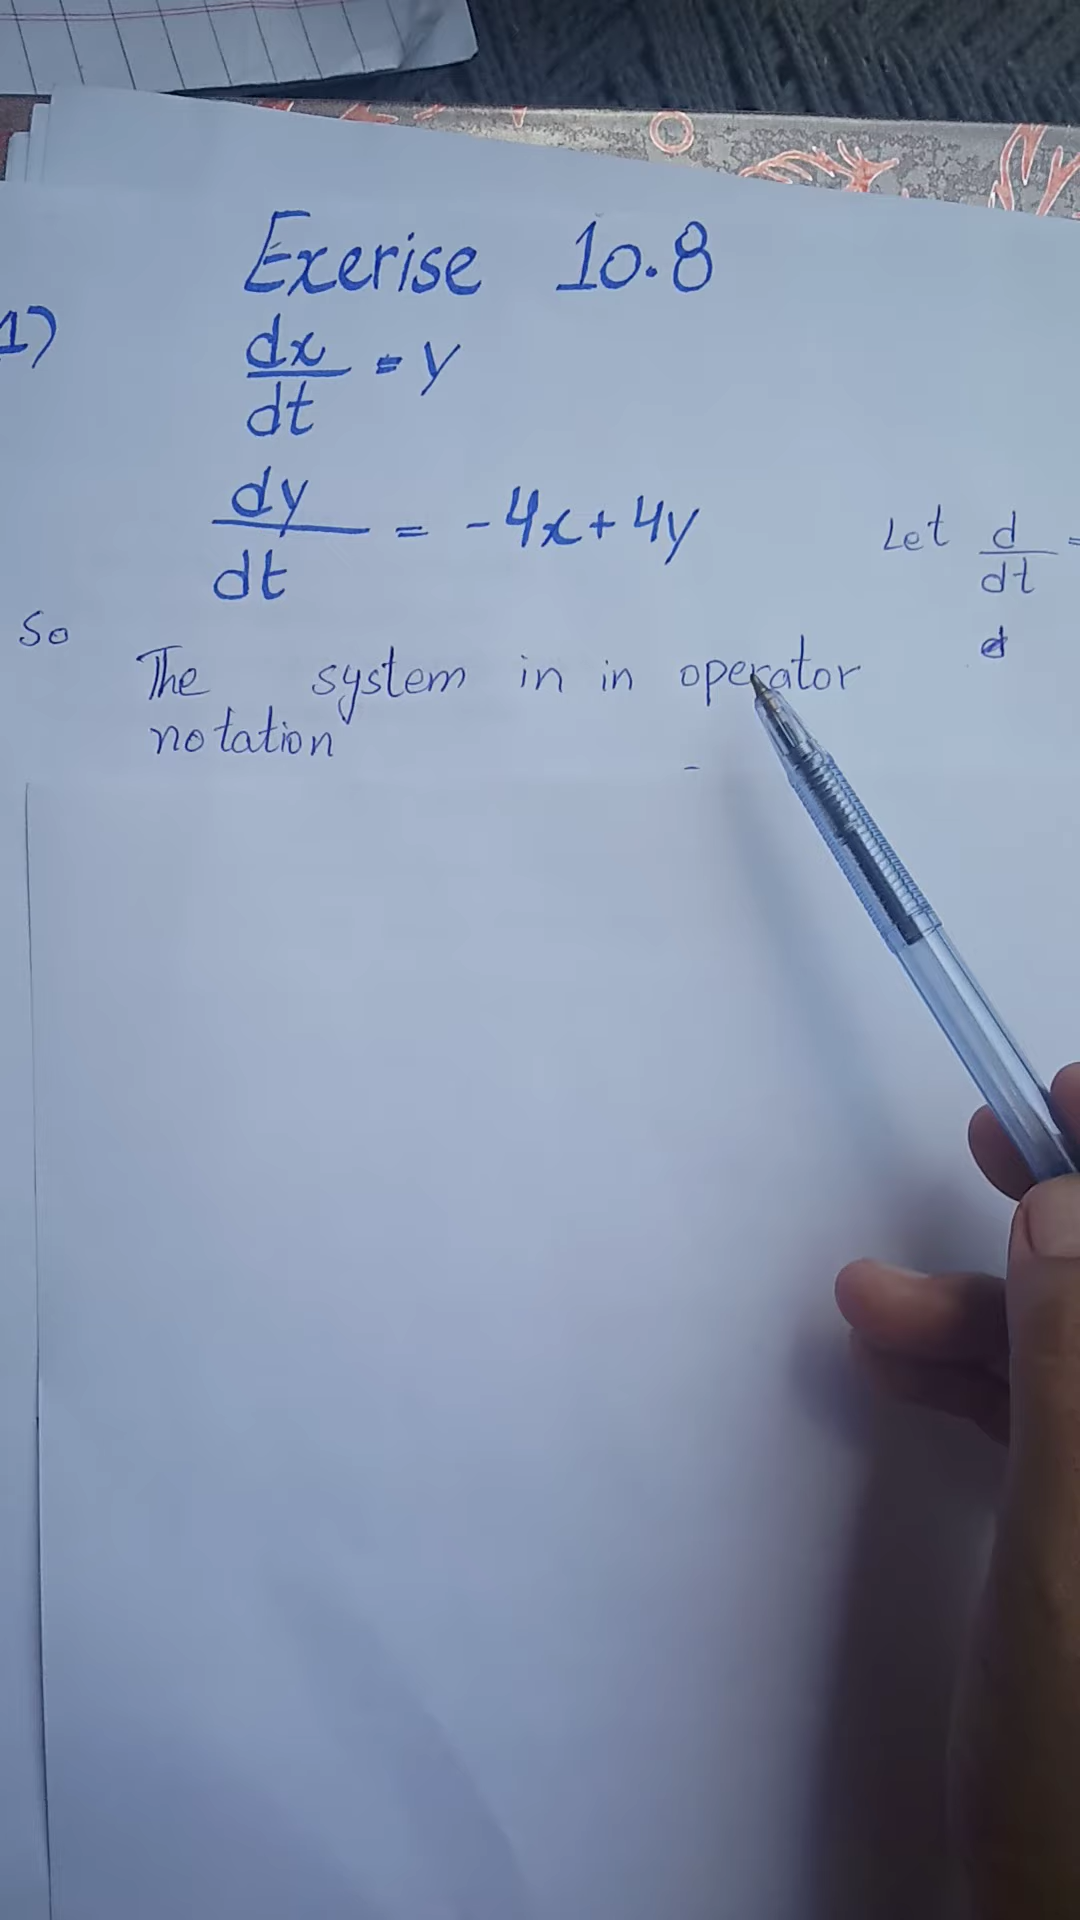 Exerise 10.8
1)
dx/dt = y
dy/dt = -4x + 4y
Let d/dt =
So
The system in in operator
notation